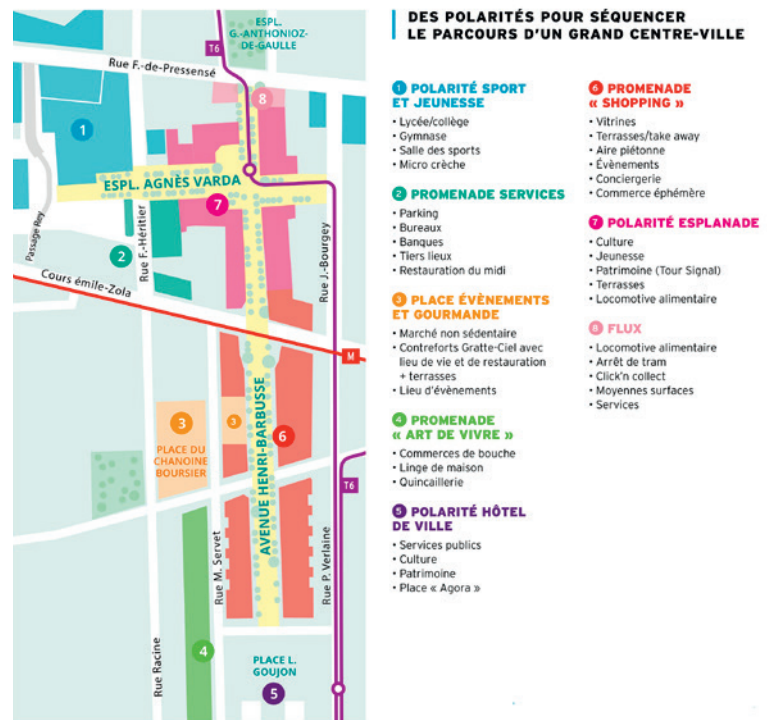 ESPL.
G.-ANTHONIOZ-
DE-GAULLE
T6
Rue F.-de-Pressensé
8
1
ESPL. AGNÈS VARDA
7
Passage Rey
2
Rue F.-Héritier
Rue J.-Bourgey
Cours émile-Zola
M
3
3
PLACE DU
CHANOINE
BOURSIER
6
AVENUE HENRI-BARBUSSE
T6
Rue M. Servet
Rue P. Verlaine
4
Rue Racine
PLACE L.
GOUJON
5
DES POLARITÉS POUR SÉQUENCER
LE PARCOURS D'UN GRAND CENTRE-VILLE
1 POLARITÉ SPORT
ET JEUNESSE
• Lycée/collège
• Gymnase
• Salle des sports
• Micro crèche
2 PROMENADE SERVICES
• Parking
• Bureaux
• Banques
• Tiers lieux
• Restauration du midi
3 PLACE ÉVÈNEMENTS
ET GOURMANDE
• Marché non sédentaire
• Contreforts Gratte-Ciel avec
lieu de vie et de restauration
+ terrasses
• Lieu d'évènements
4 PROMENADE
« ART DE VIVRE »
• Commerces de bouche
• Linge de maison
• Quincaillerie
5 POLARITÉ HÔTEL
DE VILLE
• Services publics
• Culture
• Patrimoine
• Place « Agora »
6 PROMENADE
« SHOPPING »
• Vitrines
• Terrasses/take away
• Aire piétonne
• Évènements
• Conciergerie
• Commerce éphémère
7 POLARITÉ ESPLANADE
• Culture
• Jeunesse
• Patrimoine (Tour Signal)
• Terrasses
• Locomotive alimentaire
8 FLUX
• Locomotive alimentaire
• Arrêt de tram
• Click'n collect
• Moyennes surfaces
• Services